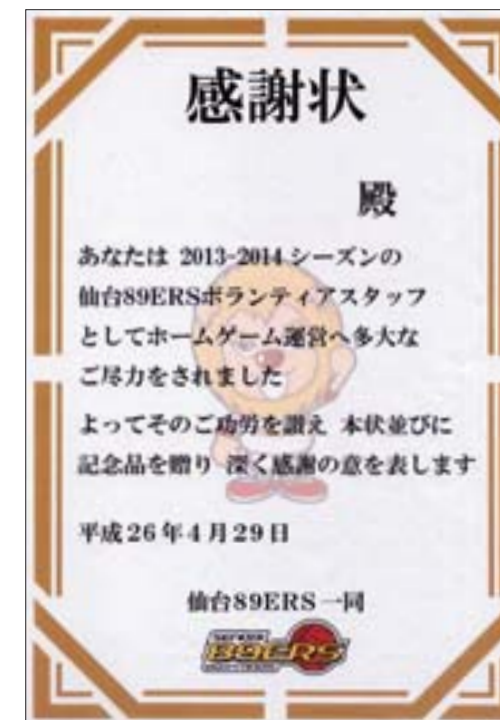 感謝状
殿
あなたは 2013-2014 シーズンの
仙台89ERSボランティアスタッフ
としてホームゲーム運営へ多大な
ご尽力をされました
よってそのご功労を讃え 本状並びに
記念品を贈り 深く感謝の意を表します
平成26年4月29日
仙台89ERS一同
SENDAI
89ERS